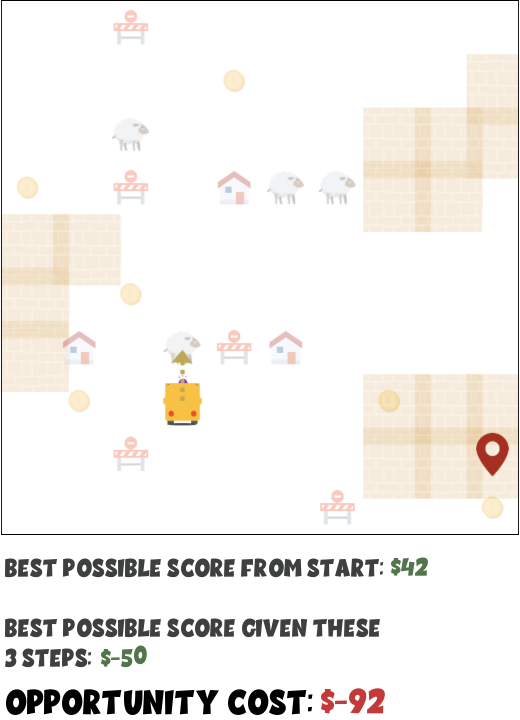 BEST POSSIBLE SCORE FROM START: $42
BEST POSSIBLE SCORE GIVEN THESE
3 STEPS: $-50
OPPORTUNITY COST: $-92